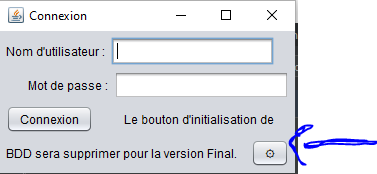 Connexion
Nom d'utilisateur :
Mot de passe :
Connexion Le bouton d'initialisation de
BDD sera supprimer pour la version Final.